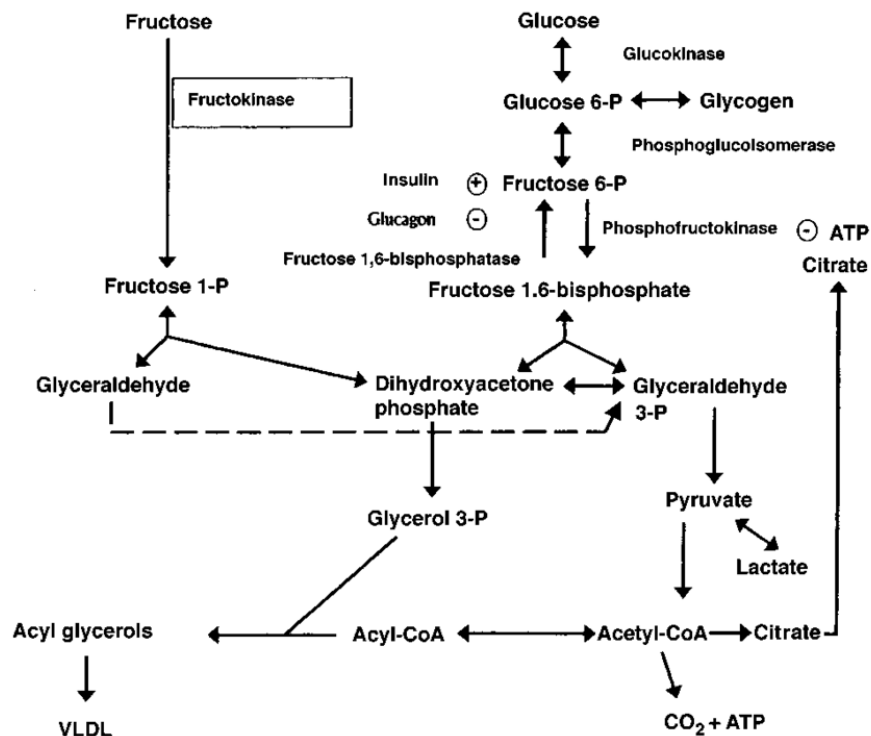 Fructose
Glucose
Glucokinase
Fructokinase
Glucose 6-P
Glycogen
Phosphoglucolsomerase
Insulin
+
Fructose 6-P
Glucagon
-
Phosphofructokinase
-
ATP
Citrate
Fructose 1,6-bisphosphatase
Fructose 1-P
Fructose 1.6-bisphosphate
Glyceraldehyde
Dihydroxyacetone
phosphate
Glyceraldehyde
3-P
Pyruvate
Glycerol 3-P
Lactate
Acyl glycerols
Acyl-CoA
Acetyl-CoA
Citrate
VLDL
CO₂ + ATP